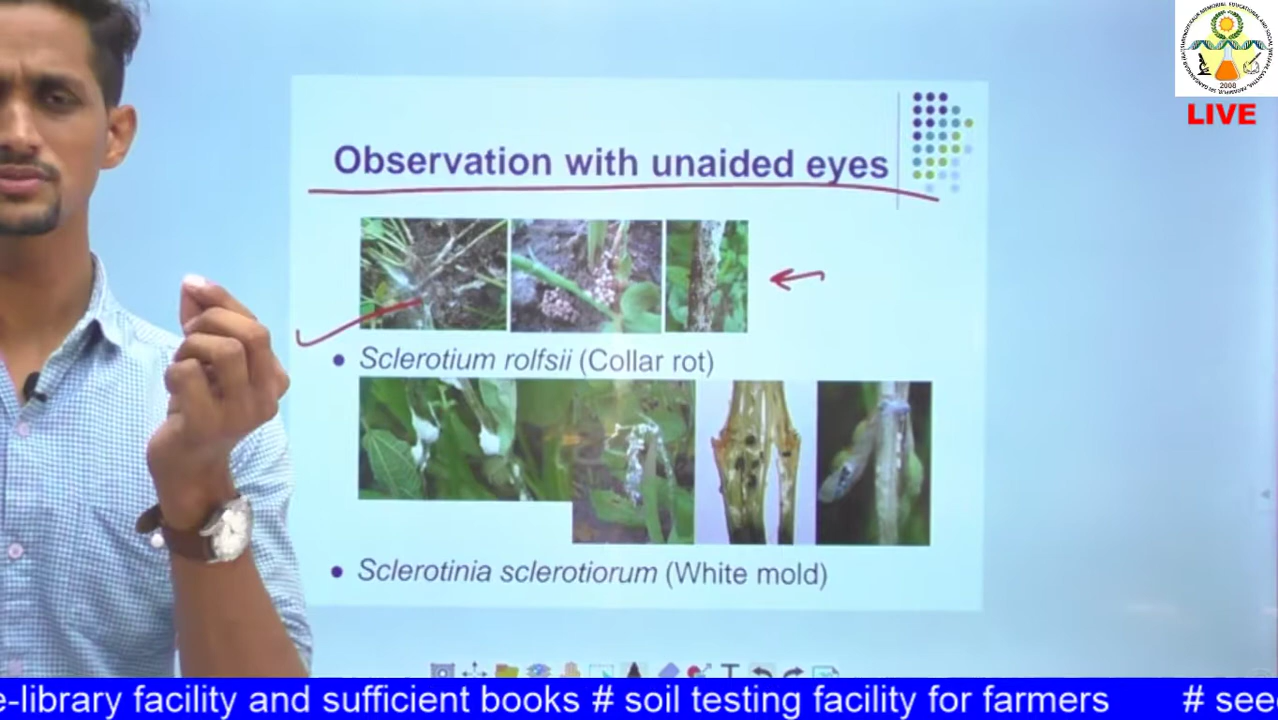 2008
LIVE
Observation with unaided eyes
• Sclerotium rolfsii (Collar rot)
• Sclerotinia sclerotiorum (White mold)
e-library facility and sufficient books # soil testing facility for farmers # see